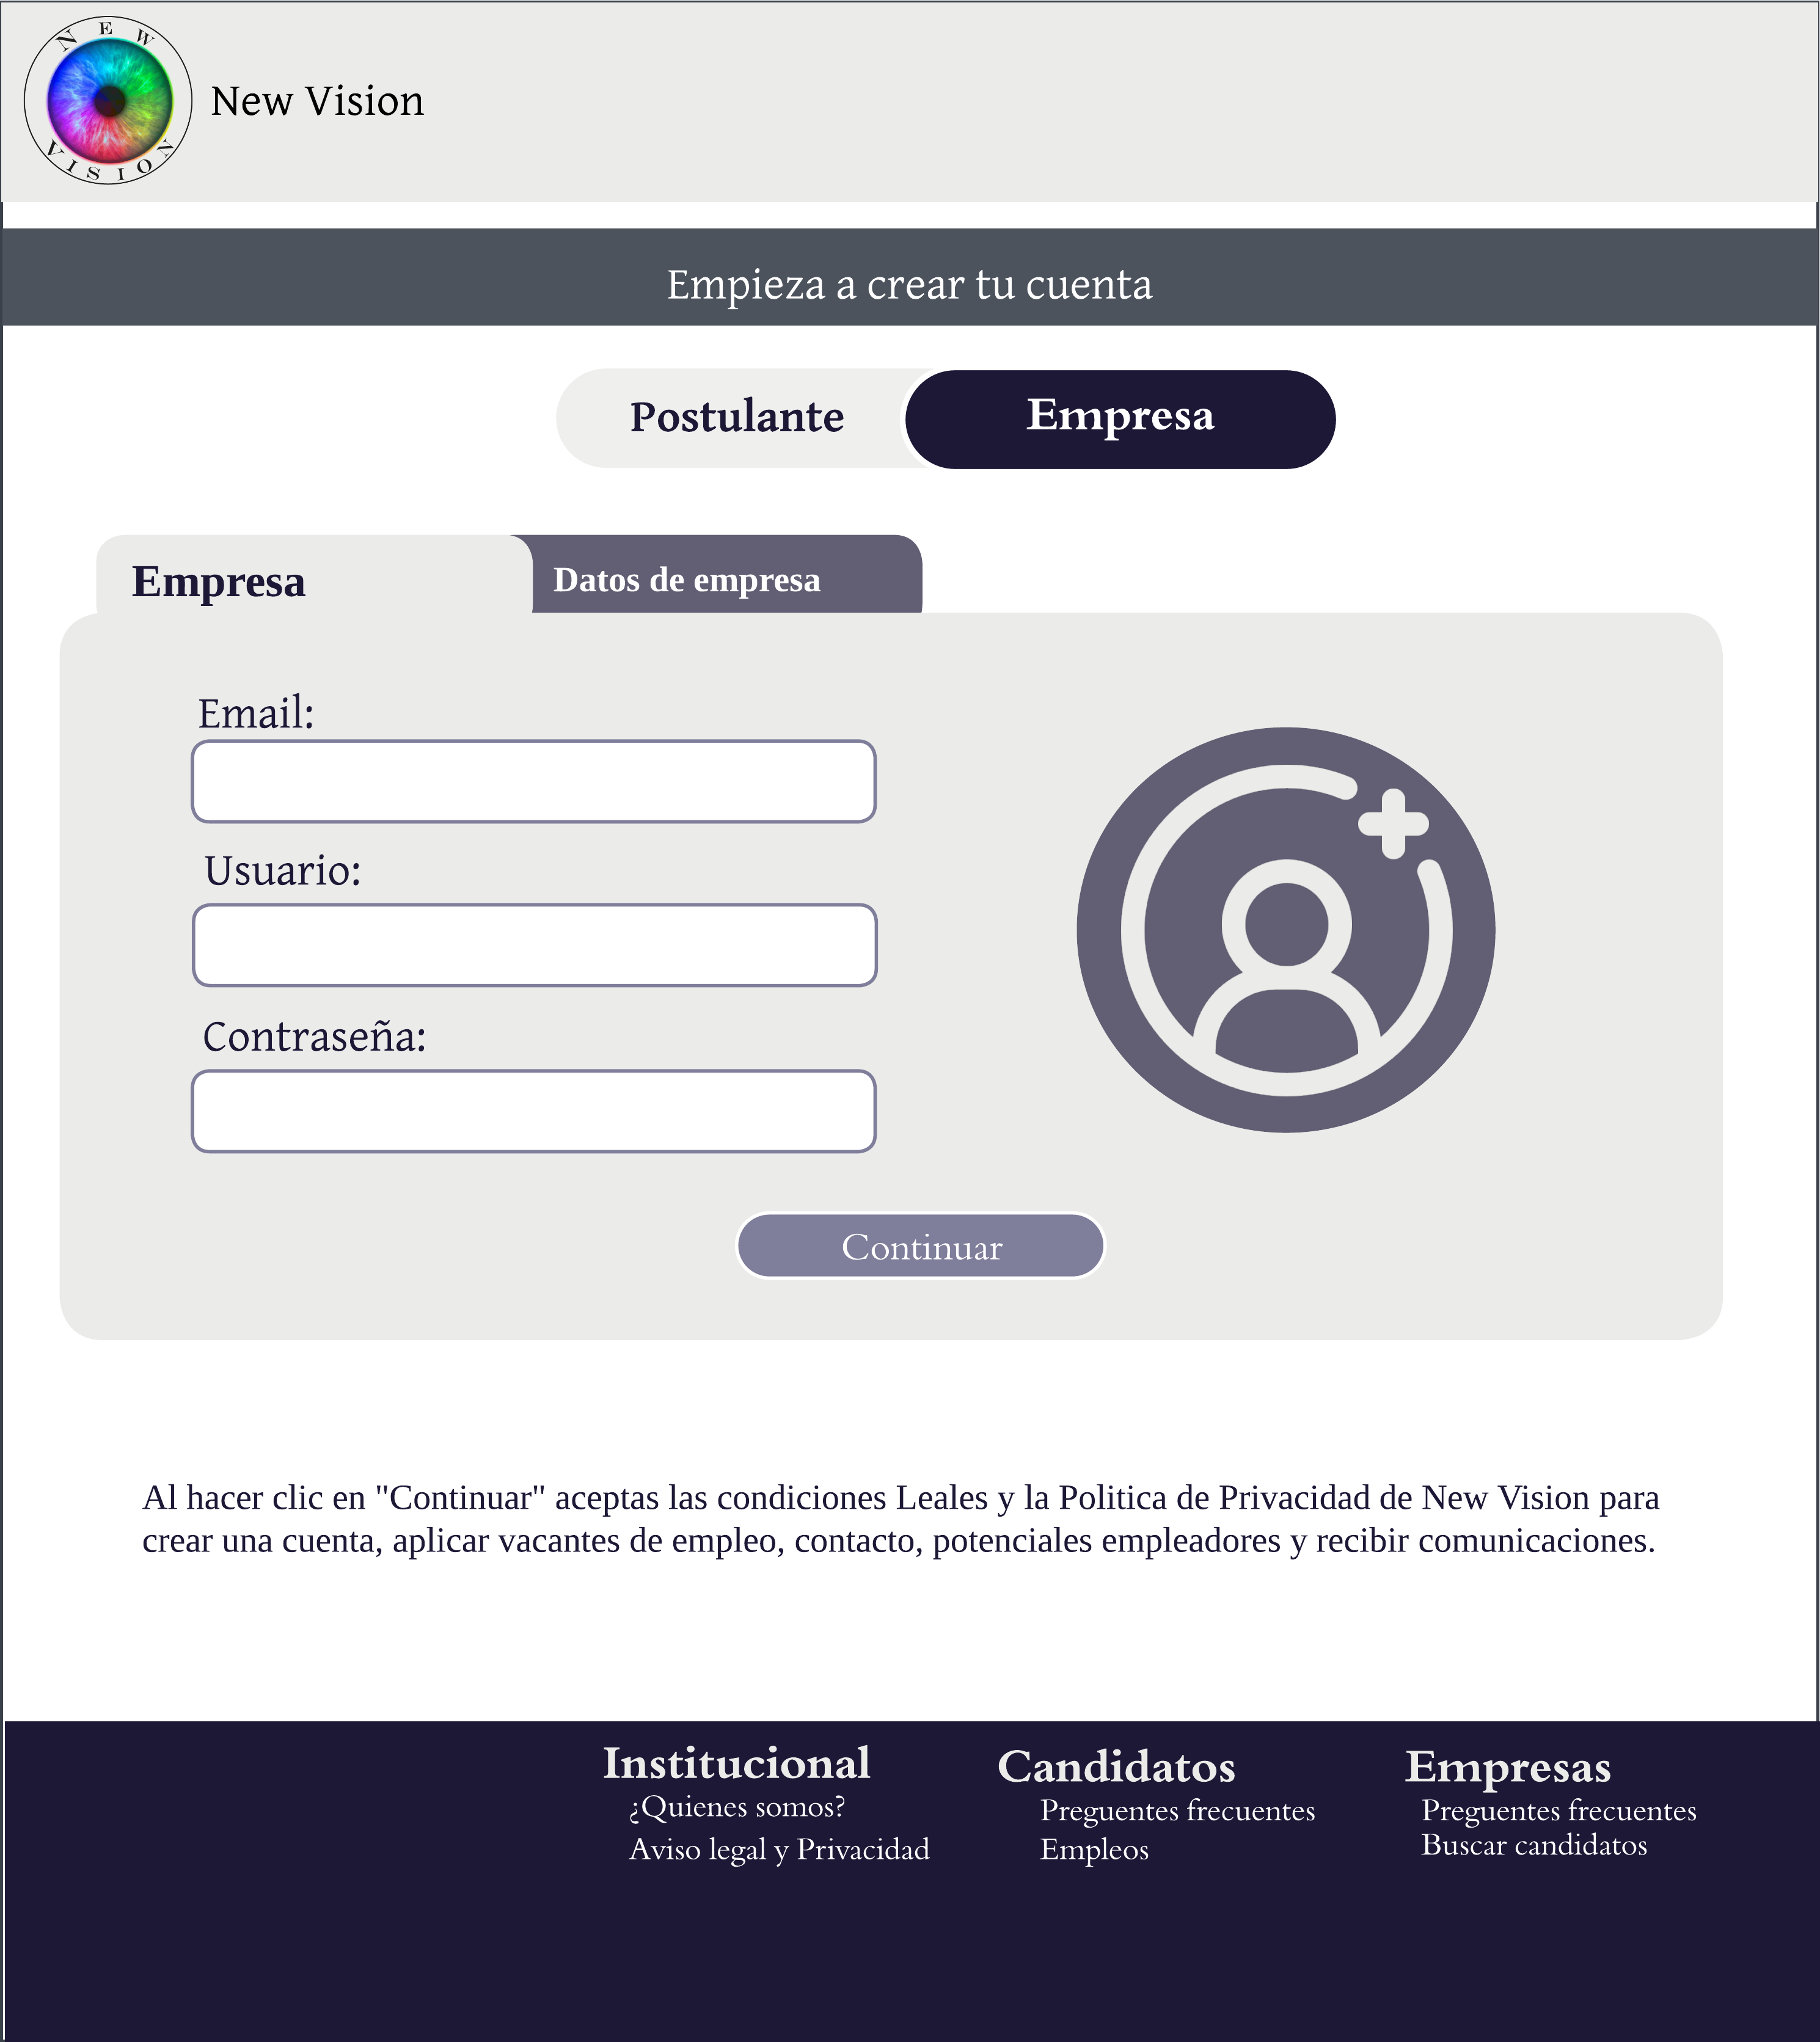 NEW
VISION
New Vision
Empieza a crear tu cuenta
Postulante
Empresa
Empresa
Datos de empresa
Email:
Usuario:
Contraseña:
Continuar
Al hacer clic en "Continuar" aceptas las condiciones Leales y la Politica de Privacidad de New Vision para
crear una cuenta, aplicar vacantes de empleo, contacto, potenciales empleadores y recibir comunicaciones.
Institucional
¿Quienes somos?
Aviso legal y Privacidad
Candidatos
Preguentes frecuentes
Empleos
Empresas
Preguentes frecuentes
Buscar candidatos